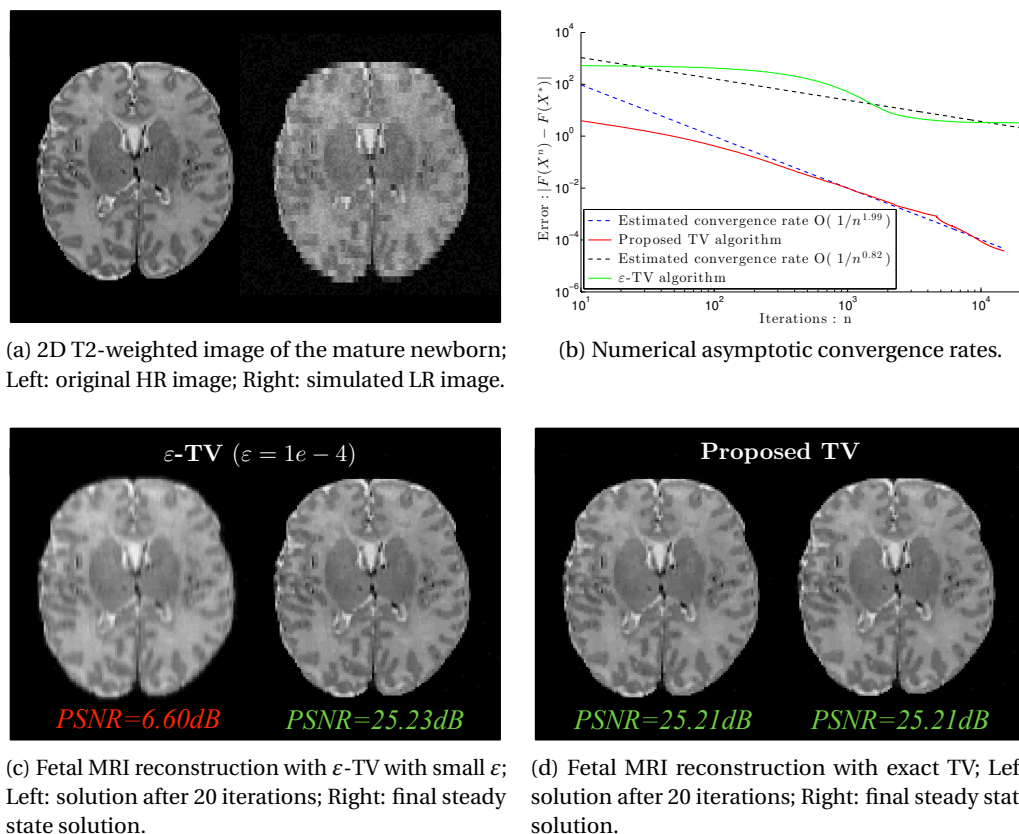 10^4
10^2
10^0
10^−2
10^−4
10^−6
Error : |F(X^n) − F(X^*)|
Estimated convergence rate O( 1/n^1.99)
Proposed TV algorithm
Estimated convergence rate O( 1/n^0.82)
ε-TV algorithm
10^1 10^2 10^3 10^4
Iterations : n
(a) 2D T2-weighted image of the mature newborn;
Left: original HR image; Right: simulated LR image.
(b) Numerical asymptotic convergence rates.
ε-TV (ε = 1e − 4)
PSNR=6.60dB PSNR=25.23dB
Proposed TV
PSNR=25.21dB PSNR=25.21dB
(c) Fetal MRI reconstruction with ε-TV with small ε;
Left: solution after 20 iterations; Right: final steady
state solution.
(d) Fetal MRI reconstruction with exact TV; Lef
solution after 20 iterations; Right: final steady stat
solution.